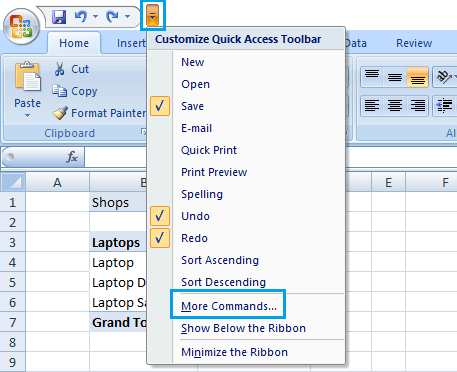 Customize Quick Access Toolbar
New
Open
Save
E-mail
Quick Print
Print Preview
Spelling
Undo
Redo
Sort Ascending
Sort Descending
More Commands...
Show Below the Ribbon
Minimize the Ribbon
Home
Insert
Data
Review
Paste
Cut
Copy
Format Painter
Clipboard
Al
fx
A
B
E
F
1
Shops
2
3
Laptops
4
Laptop
5
Laptop D
6
Laptop Sa
7
Grand To
8
9